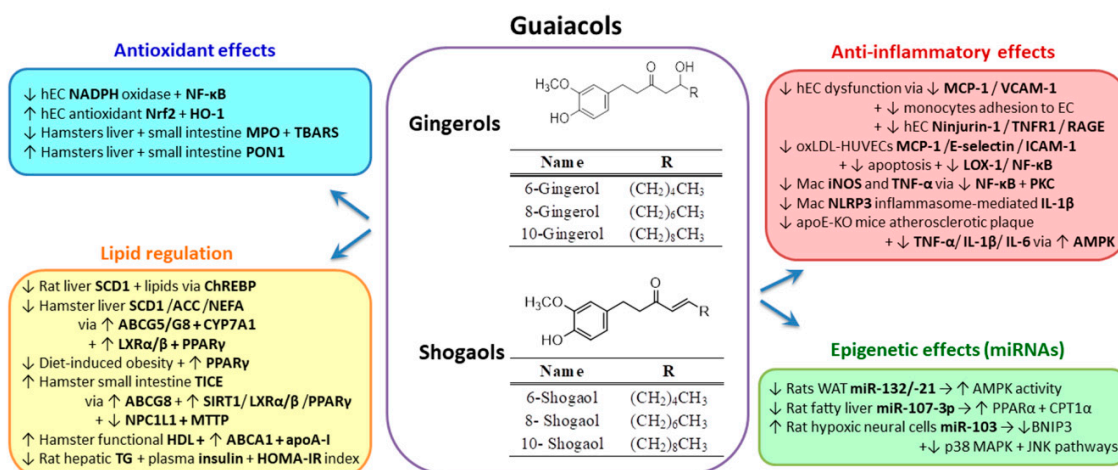 Guaiacols
Antioxidant effects
↓ hEC NADPH oxidase + NF-κB
↑ hEC antioxidant Nrf2 + HO-1
↓ Hamsters liver + small intestine MPO + TBARS
↑ Hamsters liver + small intestine PON1
Lipid regulation
↓ Rat liver SCD1 + lipids via ChREBP
↓ Hamster liver SCD1 /ACC /NEFA
via ↑ ABCG5/G8 + CYP7A1
+ ↑ LXRα/β + PPARγ
↓ Diet-induced obesity + ↑ PPARγ
↑ Hamster small intestine TICE
via ↑ ABCG8 + ↑ SIRT1/ LXRα/β /PPARγ
+ ↓ NPC1L1 + MTTP
↑ Hamster functional HDL + ↑ ABCA1 + apoA-I
↓ Rat hepatic TG + plasma insulin + HOMA-IR index
Gingerols
O OH
H₃CO
R
HO
Name R
6-Gingerol (CH₂)₄CH₃
8-Gingerol (CH₂)₆CH₃
10-Gingerol (CH₂)₈CH₃
Shogaols
O
H₃CO
R
HO
Name R
6-Shogaol (CH₂)₄CH₃
8- Shogaol (CH₂)₆CH₃
10- Shogaol (CH₂)₈CH₃
Anti-inflammatory effects
↓ hEC dysfunction via ↓ MCP-1 / VCAM-1
+ ↓ monocytes adhesion to EC
+ ↓ hEC Ninjurin-1 / TNFR1 / RAGE
↓ oxLDL-HUVECs MCP-1 /E-selectin / ICAM-1
+ ↓ apoptosis + ↓ LOX-1/ NF-κB
↓ Mac iNOS and TNF-α via ↓ NF-κB + PKC
↓ Mac NLRP3 inflammasome-mediated IL-1β
↓ apoE-KO mice atherosclerotic plaque
+ ↓ TNF-α/ IL-1β/ IL-6 via ↑ AMPK
Epigenetic effects (miRNAs)
↓ Rats WAT miR-132/-21 → ↑ AMPK activity
↓ Rat fatty liver miR-107-3p → ↑ PPARα + CPT1α
↑ Rat hypoxic neural cells miR-103 → ↓BNIP3
+↓ p38 MAPK + JNK pathways